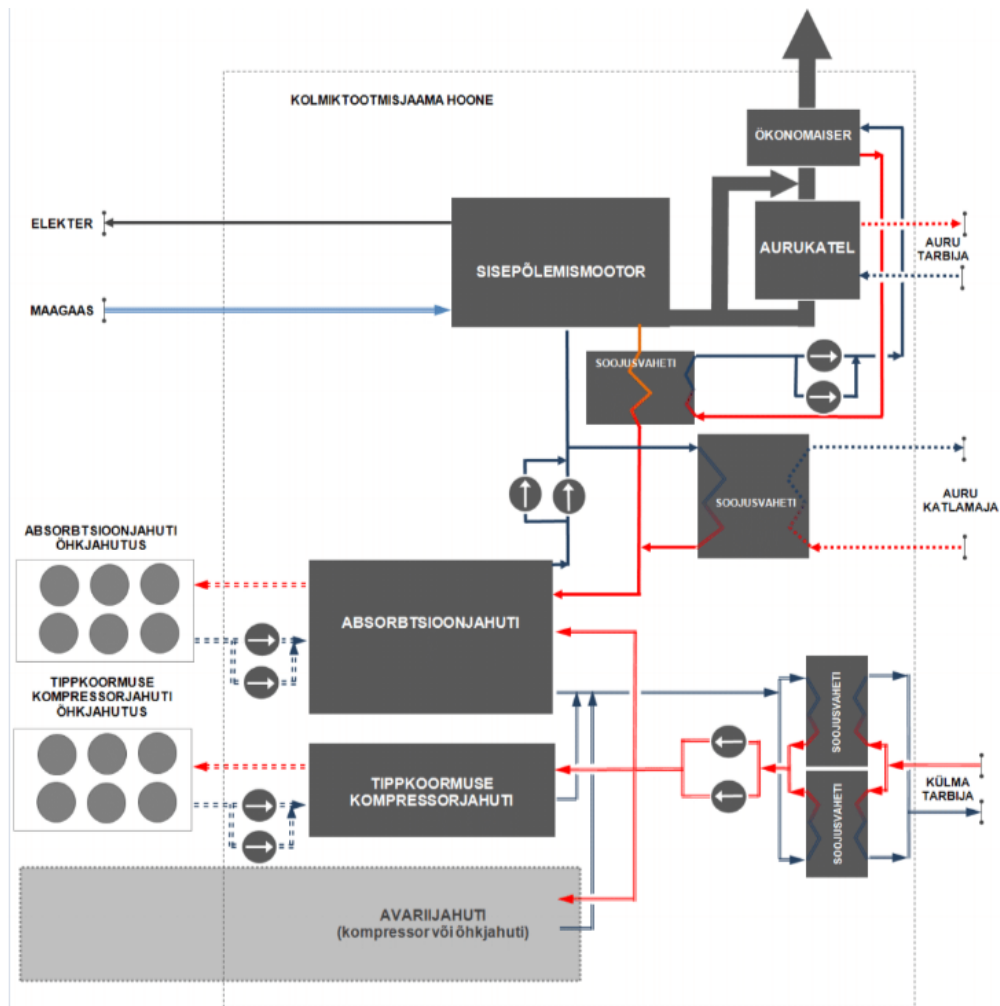 KOLMIKTOOTMISJAAMA HOONE
ÖKONOMAISER
ELEKTER
SISEPÕLEMISMOOTOR
AURUKATEL
AURU
TARBIJA
MAAGAAS
SOOJUSVAHETI
SOOJUSVAHETI
AURU
KATLAMAJA
ABSORBTSIOONJAHUTI
ÕHKJAHUTUS
ABSORBTSIOONJAHUTI
TIPPKOORMUSE
KOMPRESSORJAHUTI
ÕHKJAHUTUS
SOOJUSVAHETI
TIPPKOORMUSE
KOMPRESSORJAHUTI
KÜLMA
TARBIJA
SOOJUSVAHETI
AVARIIJAHUTI
(kompressor või õhkjahuti)